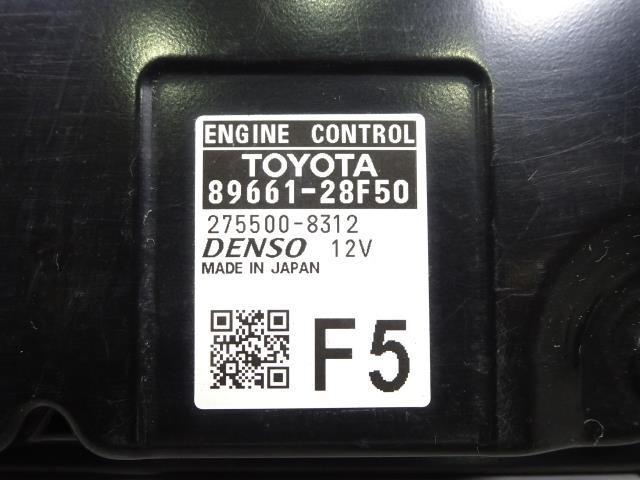 ENGINE CONTROL
TOYOTA
89661-28F50
275500-8312
DENSO 12V
MADE IN JAPAN
F5